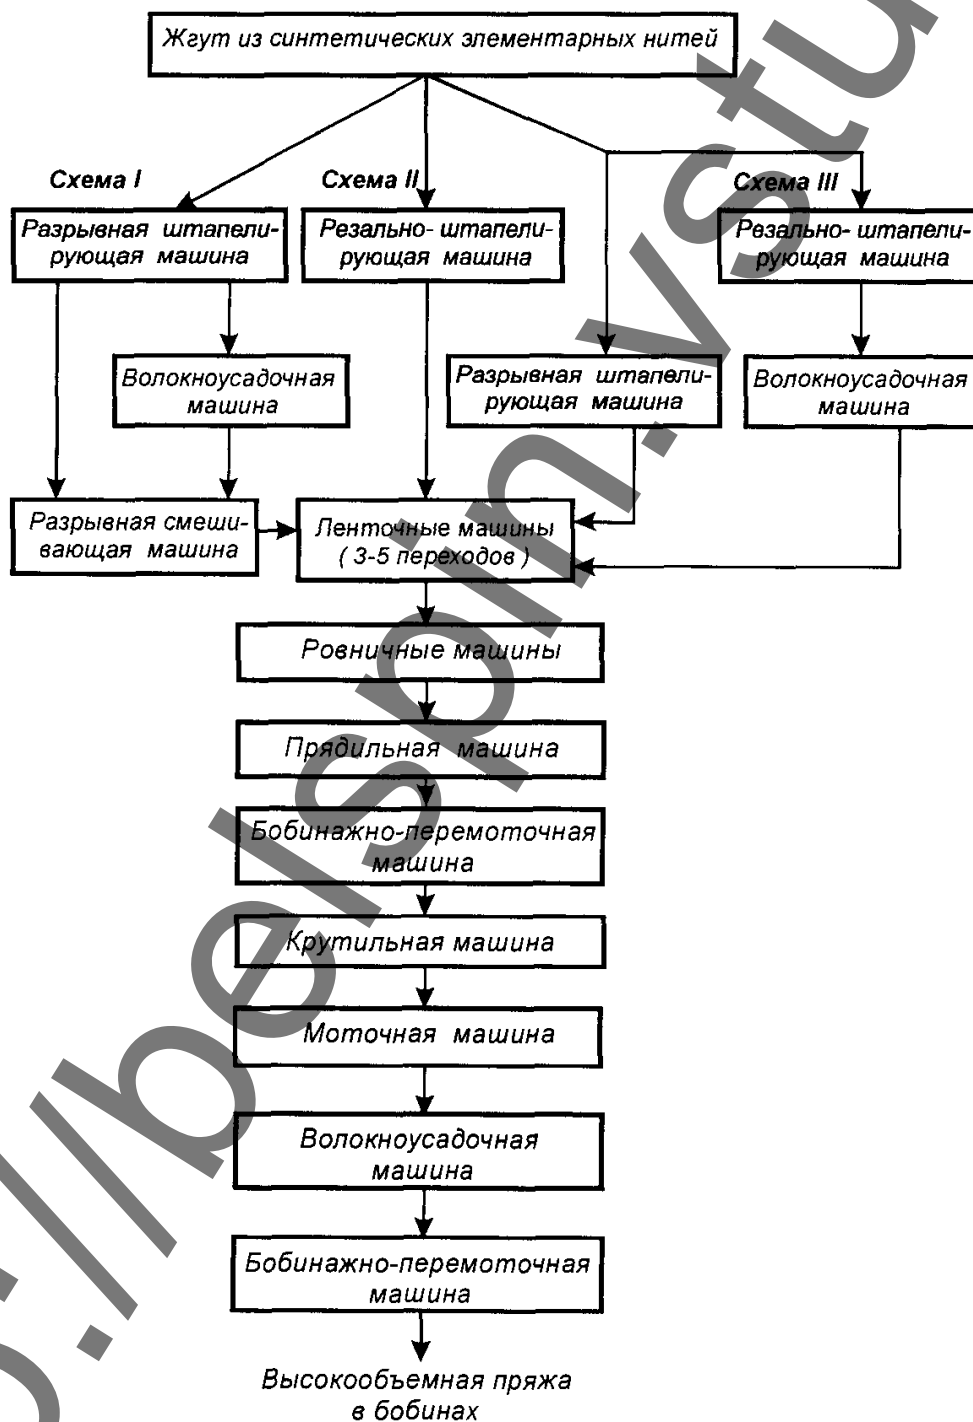 Жгут из синтетических элементарных нитей
Схема I
Схема II
Схема III
Разрывная штапели-
рующая машина
Резально- штапели-
рующая машина
Резально- штапели-
рующая машина
Волокноусадочная
машина
Разрывная штапели-
рующая машина
Волокноусадочная
машина
Разрывная смеши-
вающая машина
Ленточные машины
( 3-5 переходов )
Ровничные машины
Прядильная машина
Бобинажно-перемоточная
машина
Крутильная машина
Моточная машина
Волокноусадочная
машина
Бобинажно-перемоточная
машина
Высокообъемная пряжа
в бобинах
://belspin.vstu